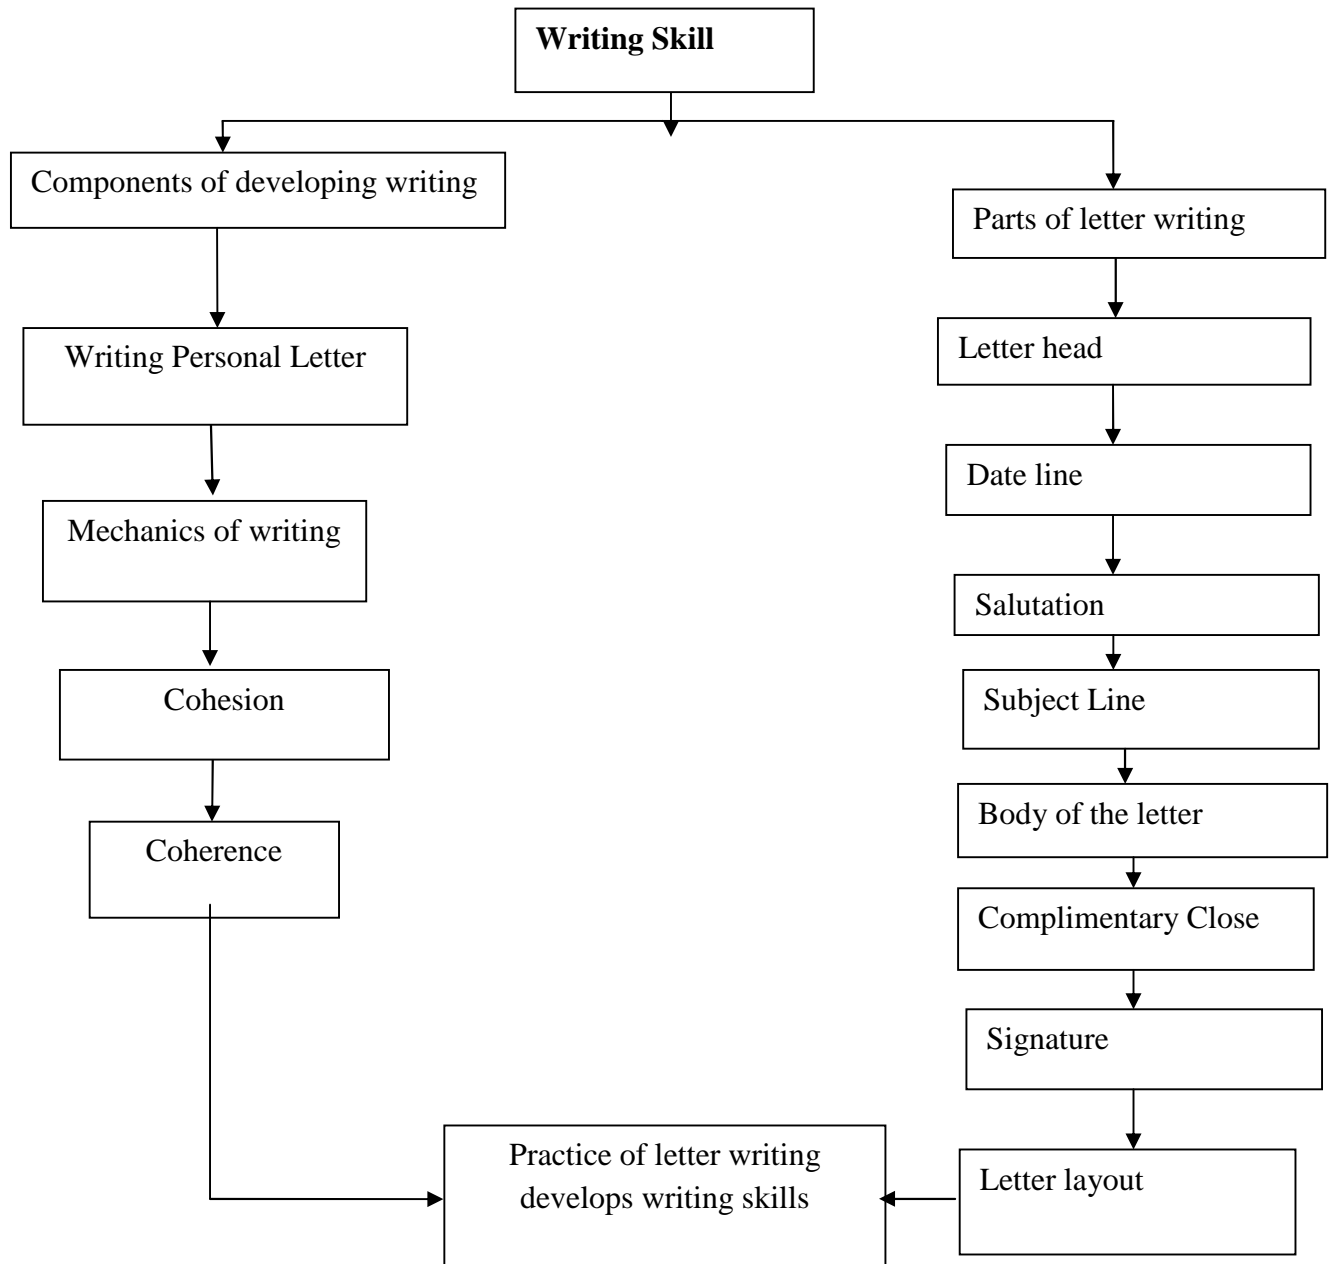 Writing Skill
Components of developing writing
Parts of letter writing
Writing Personal Letter
Letter head
Date line
Mechanics of writing
Salutation
Cohesion
Subject Line
Body of the letter
Coherence
Complimentary Close
Signature
Practice of letter writing
develops writing skills
Letter layout